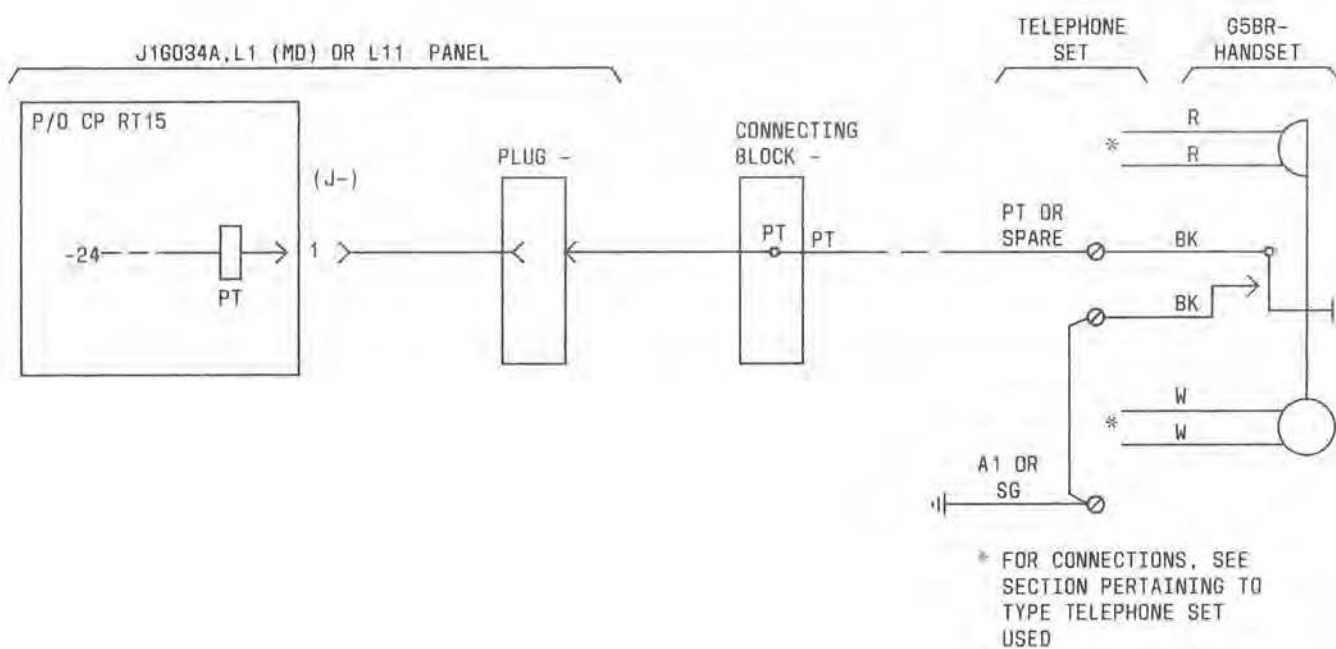 J1G034A,L1 (MD) OR L11 PANEL
TELEPHONE
SET
G5BR-
HANDSET
P/O CP RT15
(J-)
PLUG -
CONNECTING
BLOCK -
R
*
R
-24
PT
1
PT
PT
PT OR
SPARE
BK
BK
W
*
W
A1 OR
SG
* FOR CONNECTIONS, SEE
SECTION PERTAINING TO
TYPE TELEPHONE SET
USED